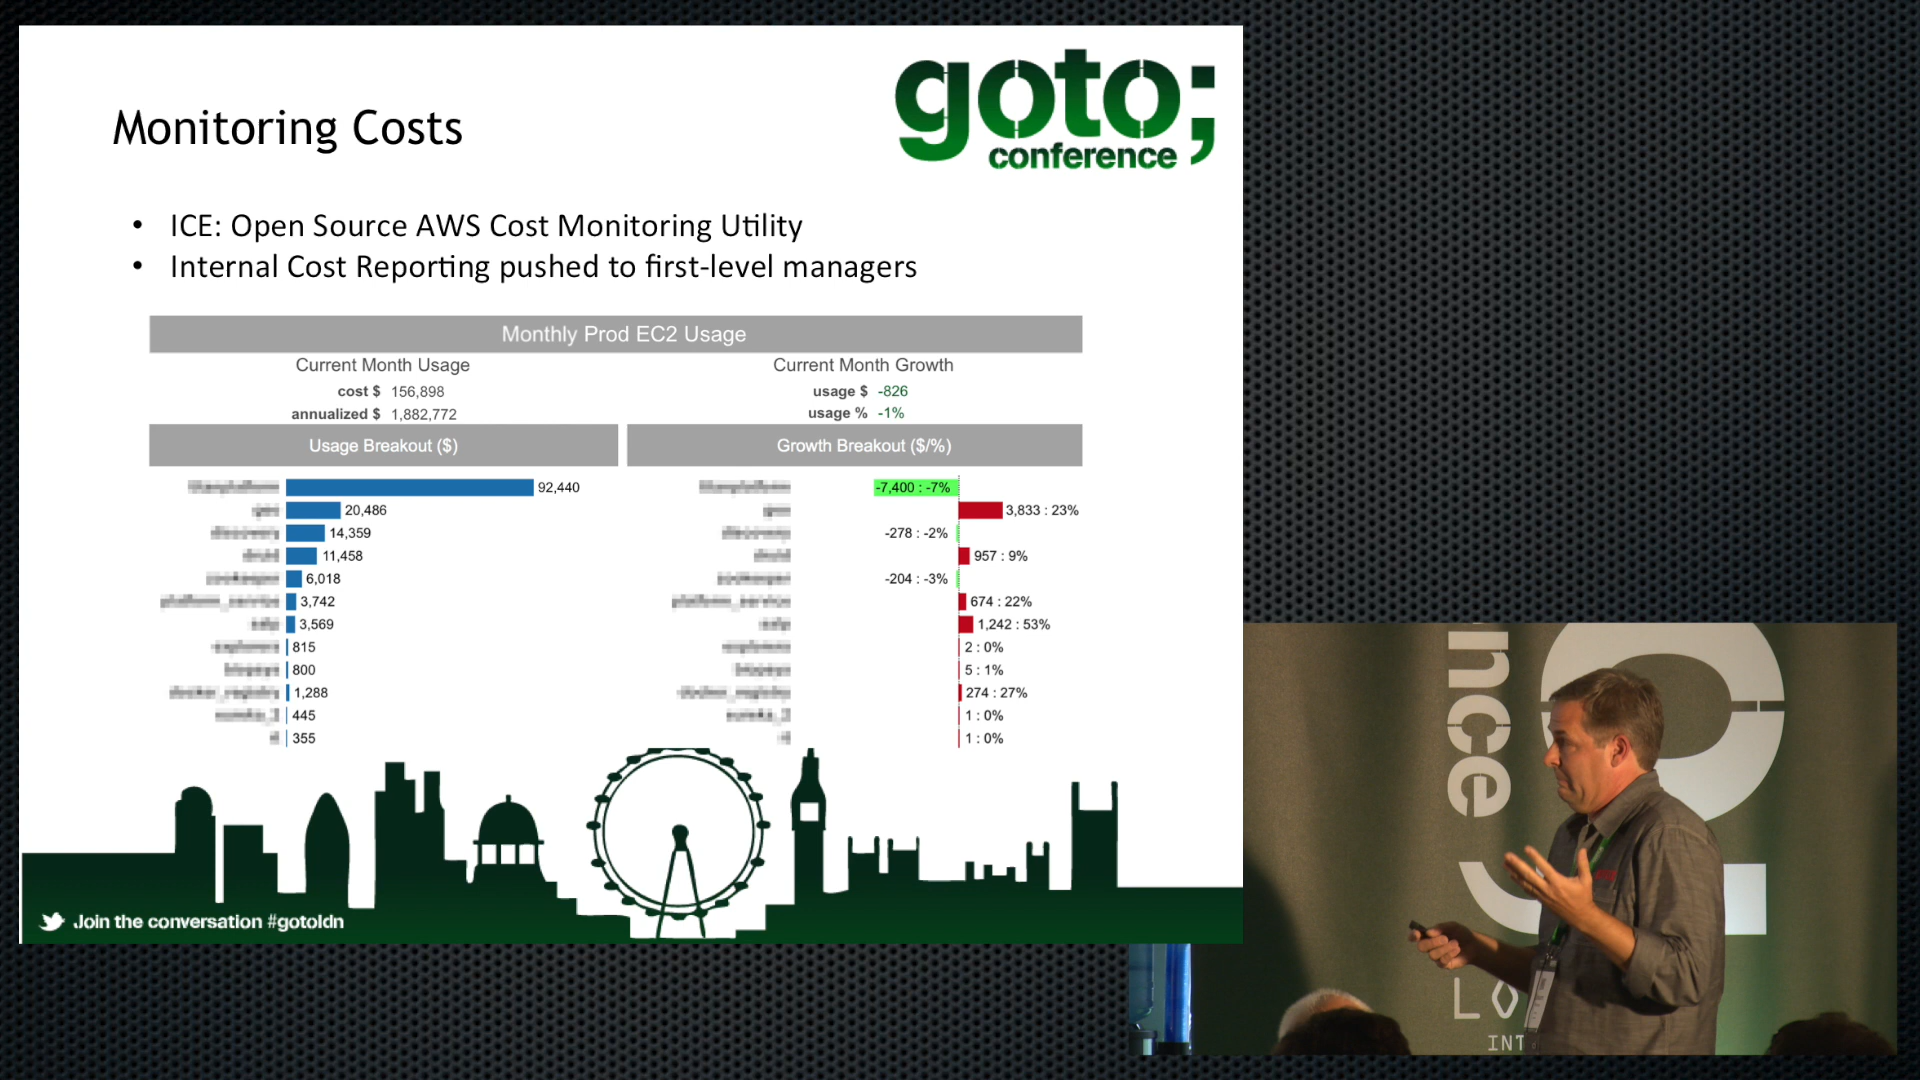 goto;
conference
Monitoring Costs
• ICE: Open Source AWS Cost Monitoring Utility
• Internal Cost Reporting pushed to first-level managers
Monthly Prod EC2 Usage
Current Month Usage
cost $ 156,898
annualized $ 1,882,772
Current Month Growth
usage $ -826
usage % -1%
Usage Breakout ($)
92,440
20,486
14,359
11,458
6,018
3,742
3,569
815
800
1,288
445
355
Growth Breakout ($/%)
-7,400 : -7%
3,833 : 23%
-278 : -2%
957 : 9%
-204 : -3%
674 : 22%
1,242 : 53%
2 : 0%
5 : 1%
274 : 27%
1 : 0%
1 : 0%
Join the conversation #gotoldn